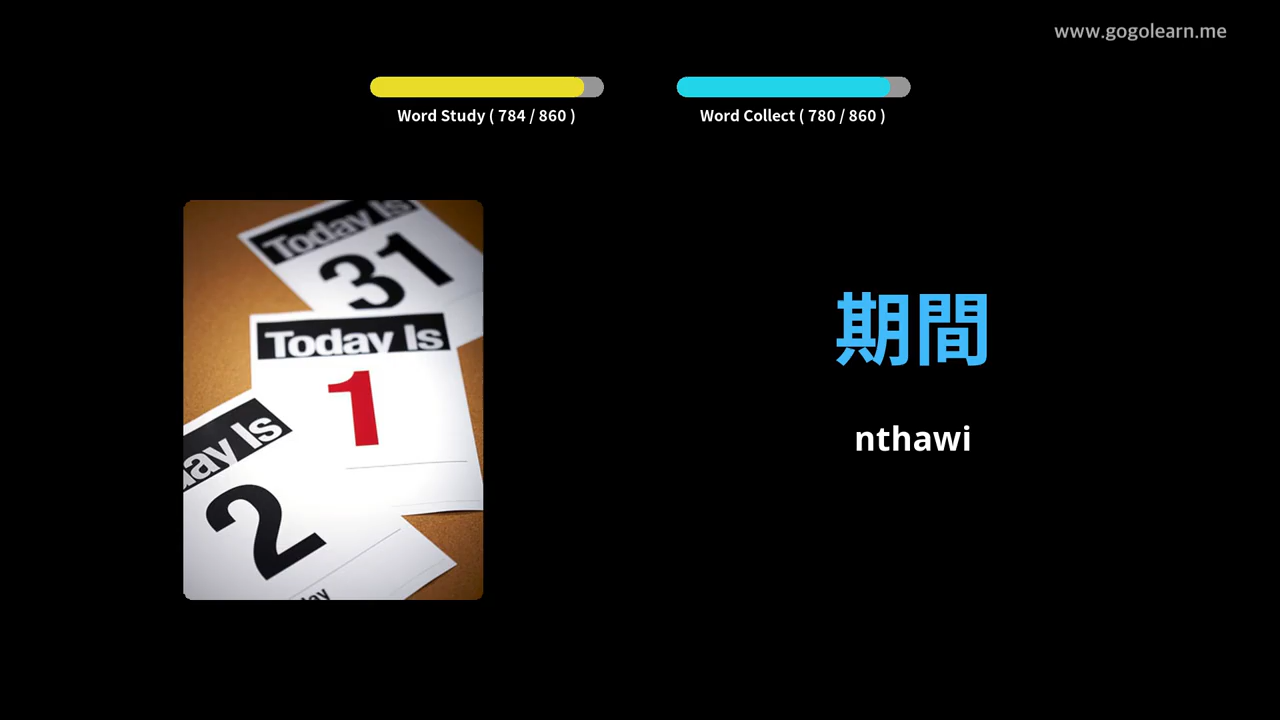 www.gogolearn.me
Word Study ( 784 / 860 )
Word Collect ( 780 / 860 )
Today Is
31
Today Is
1
ay Is
2
期間
nthawi